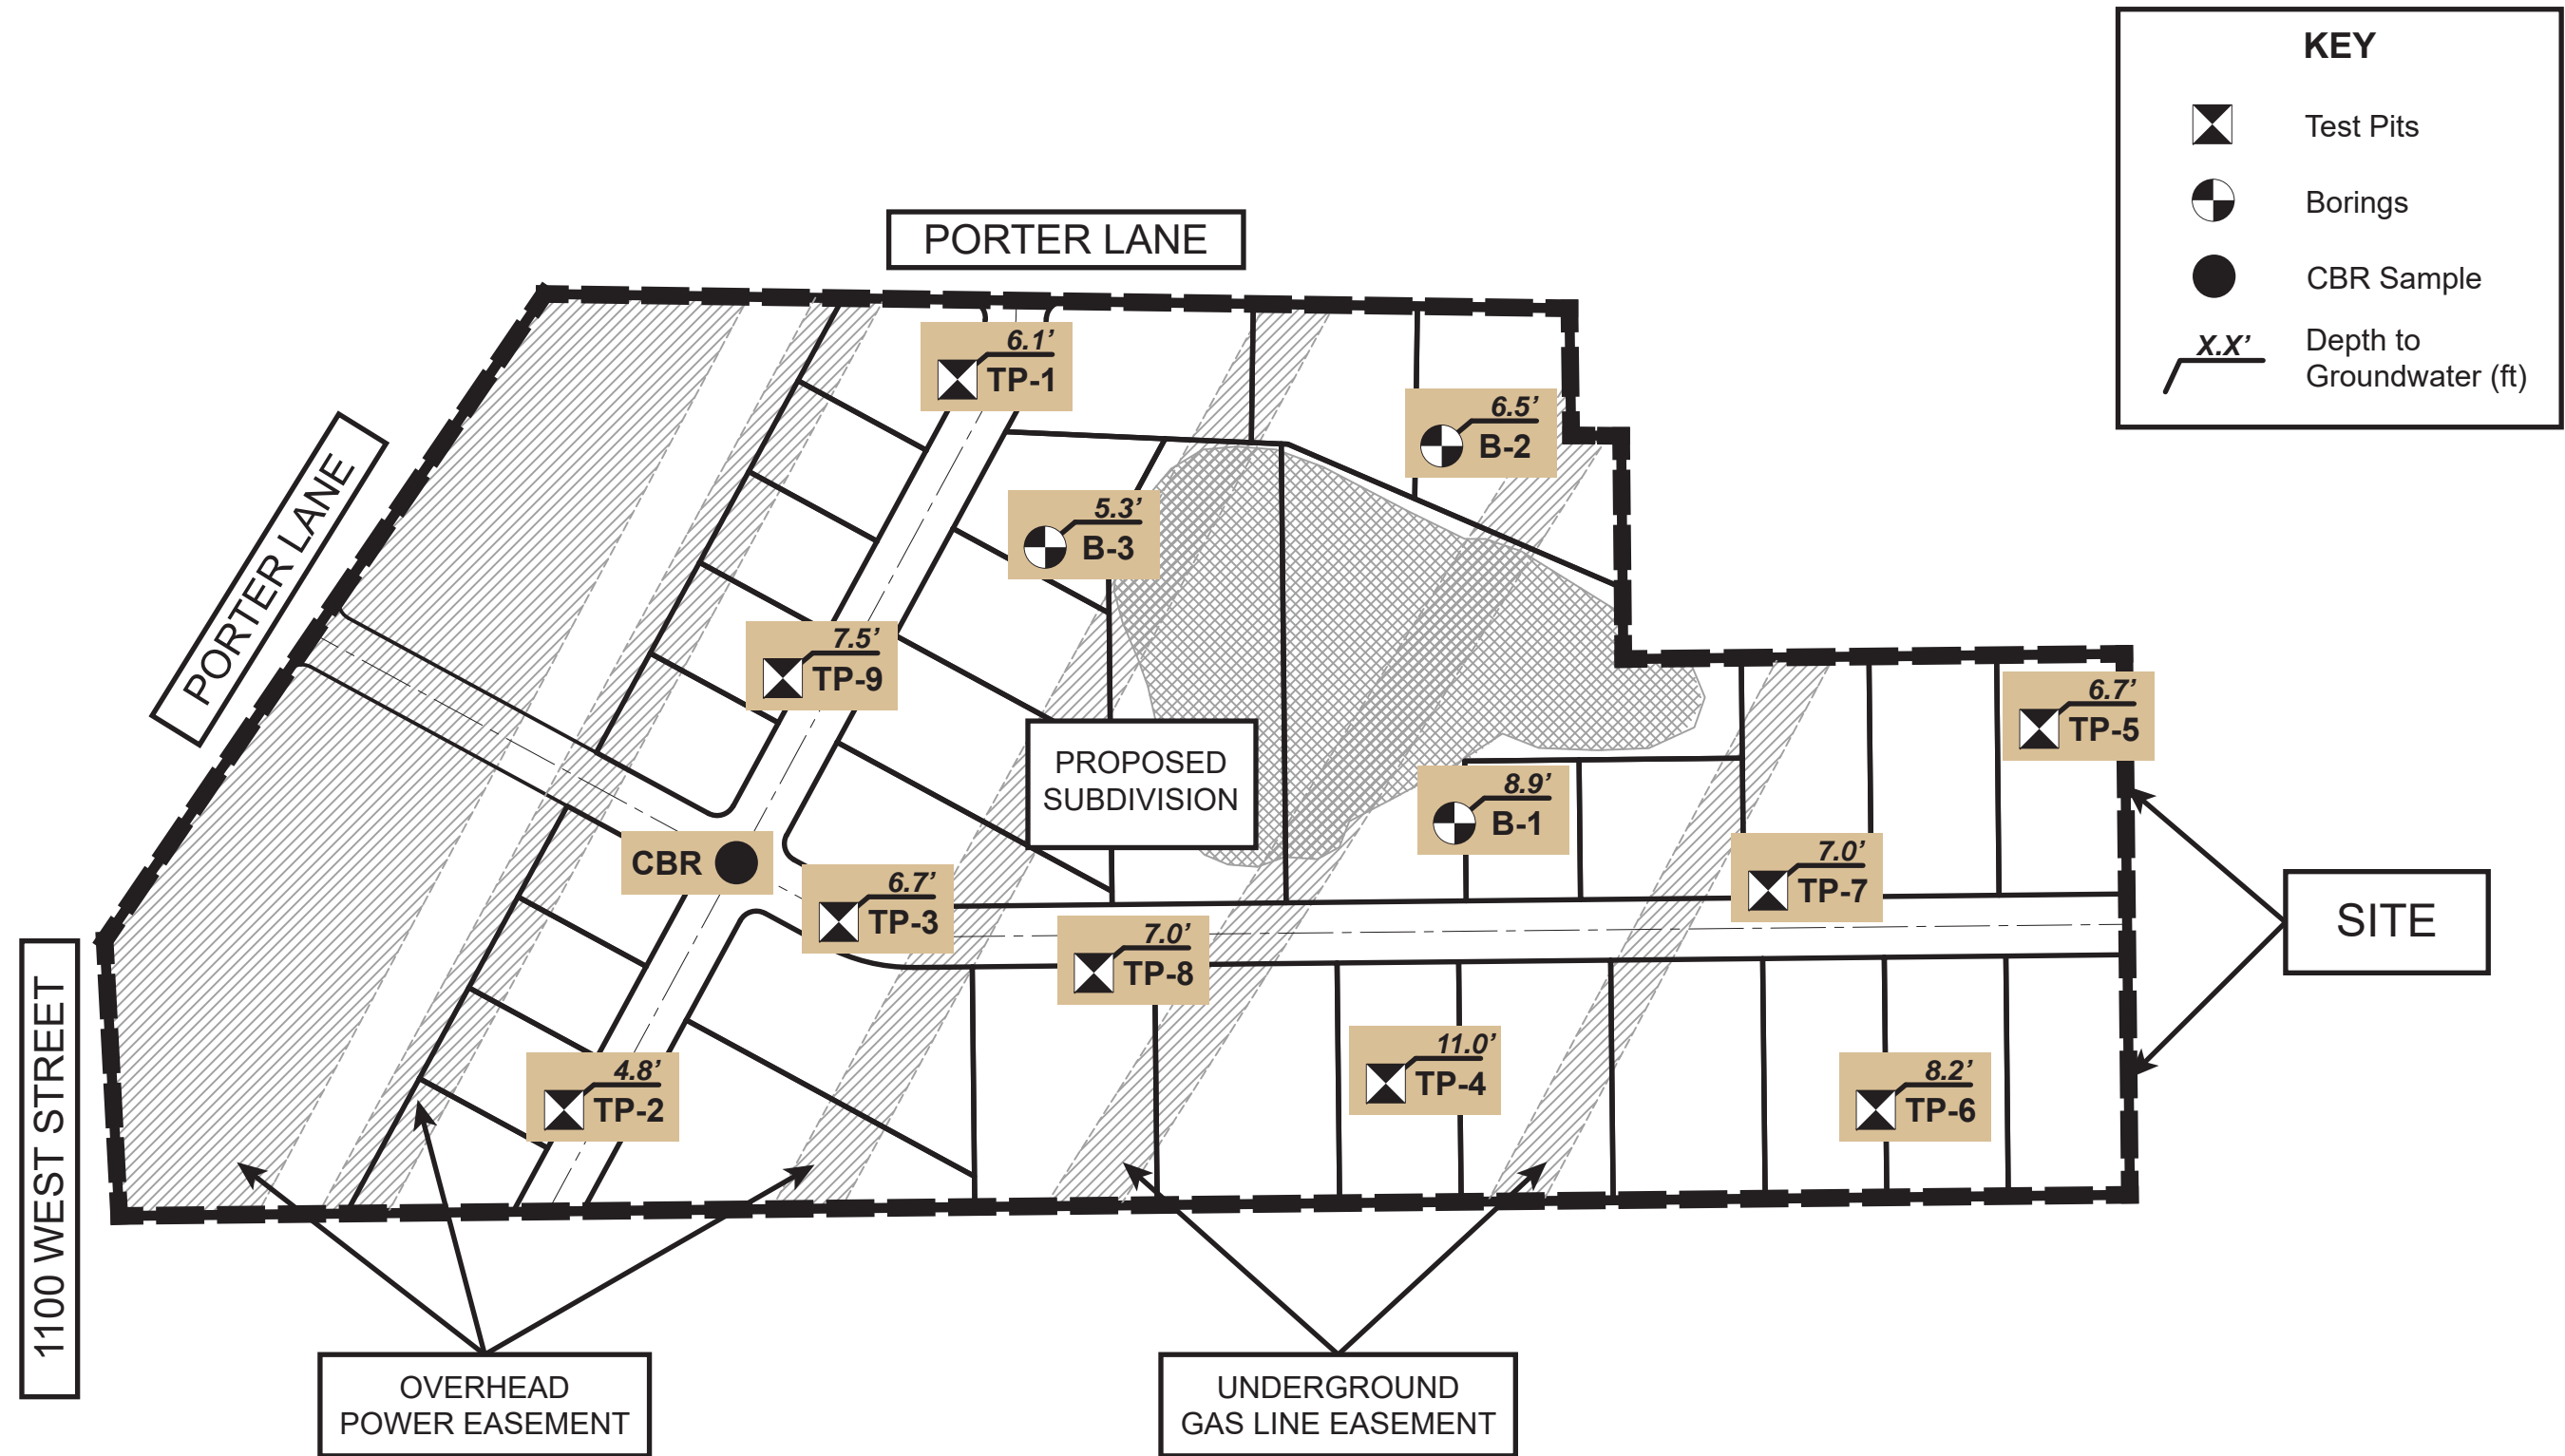 KEY
Test Pits
Borings
CBR Sample
X.X’
Depth to
Groundwater (ft)
PORTER LANE
6.1’
TP-1
6.5’
B-2
PORTER LANE
5.3’
B-3
7.5’
TP-9
6.7’
TP-5
PROPOSED
SUBDIVISION
8.9’
B-1
CBR
6.7’
TP-3
7.0’
TP-7
7.0’
TP-8
SITE
1100 WEST STREET
4.8’
TP-2
11.0’
TP-4
8.2’
TP-6
OVERHEAD
POWER EASEMENT
UNDERGROUND
GAS LINE EASEMENT